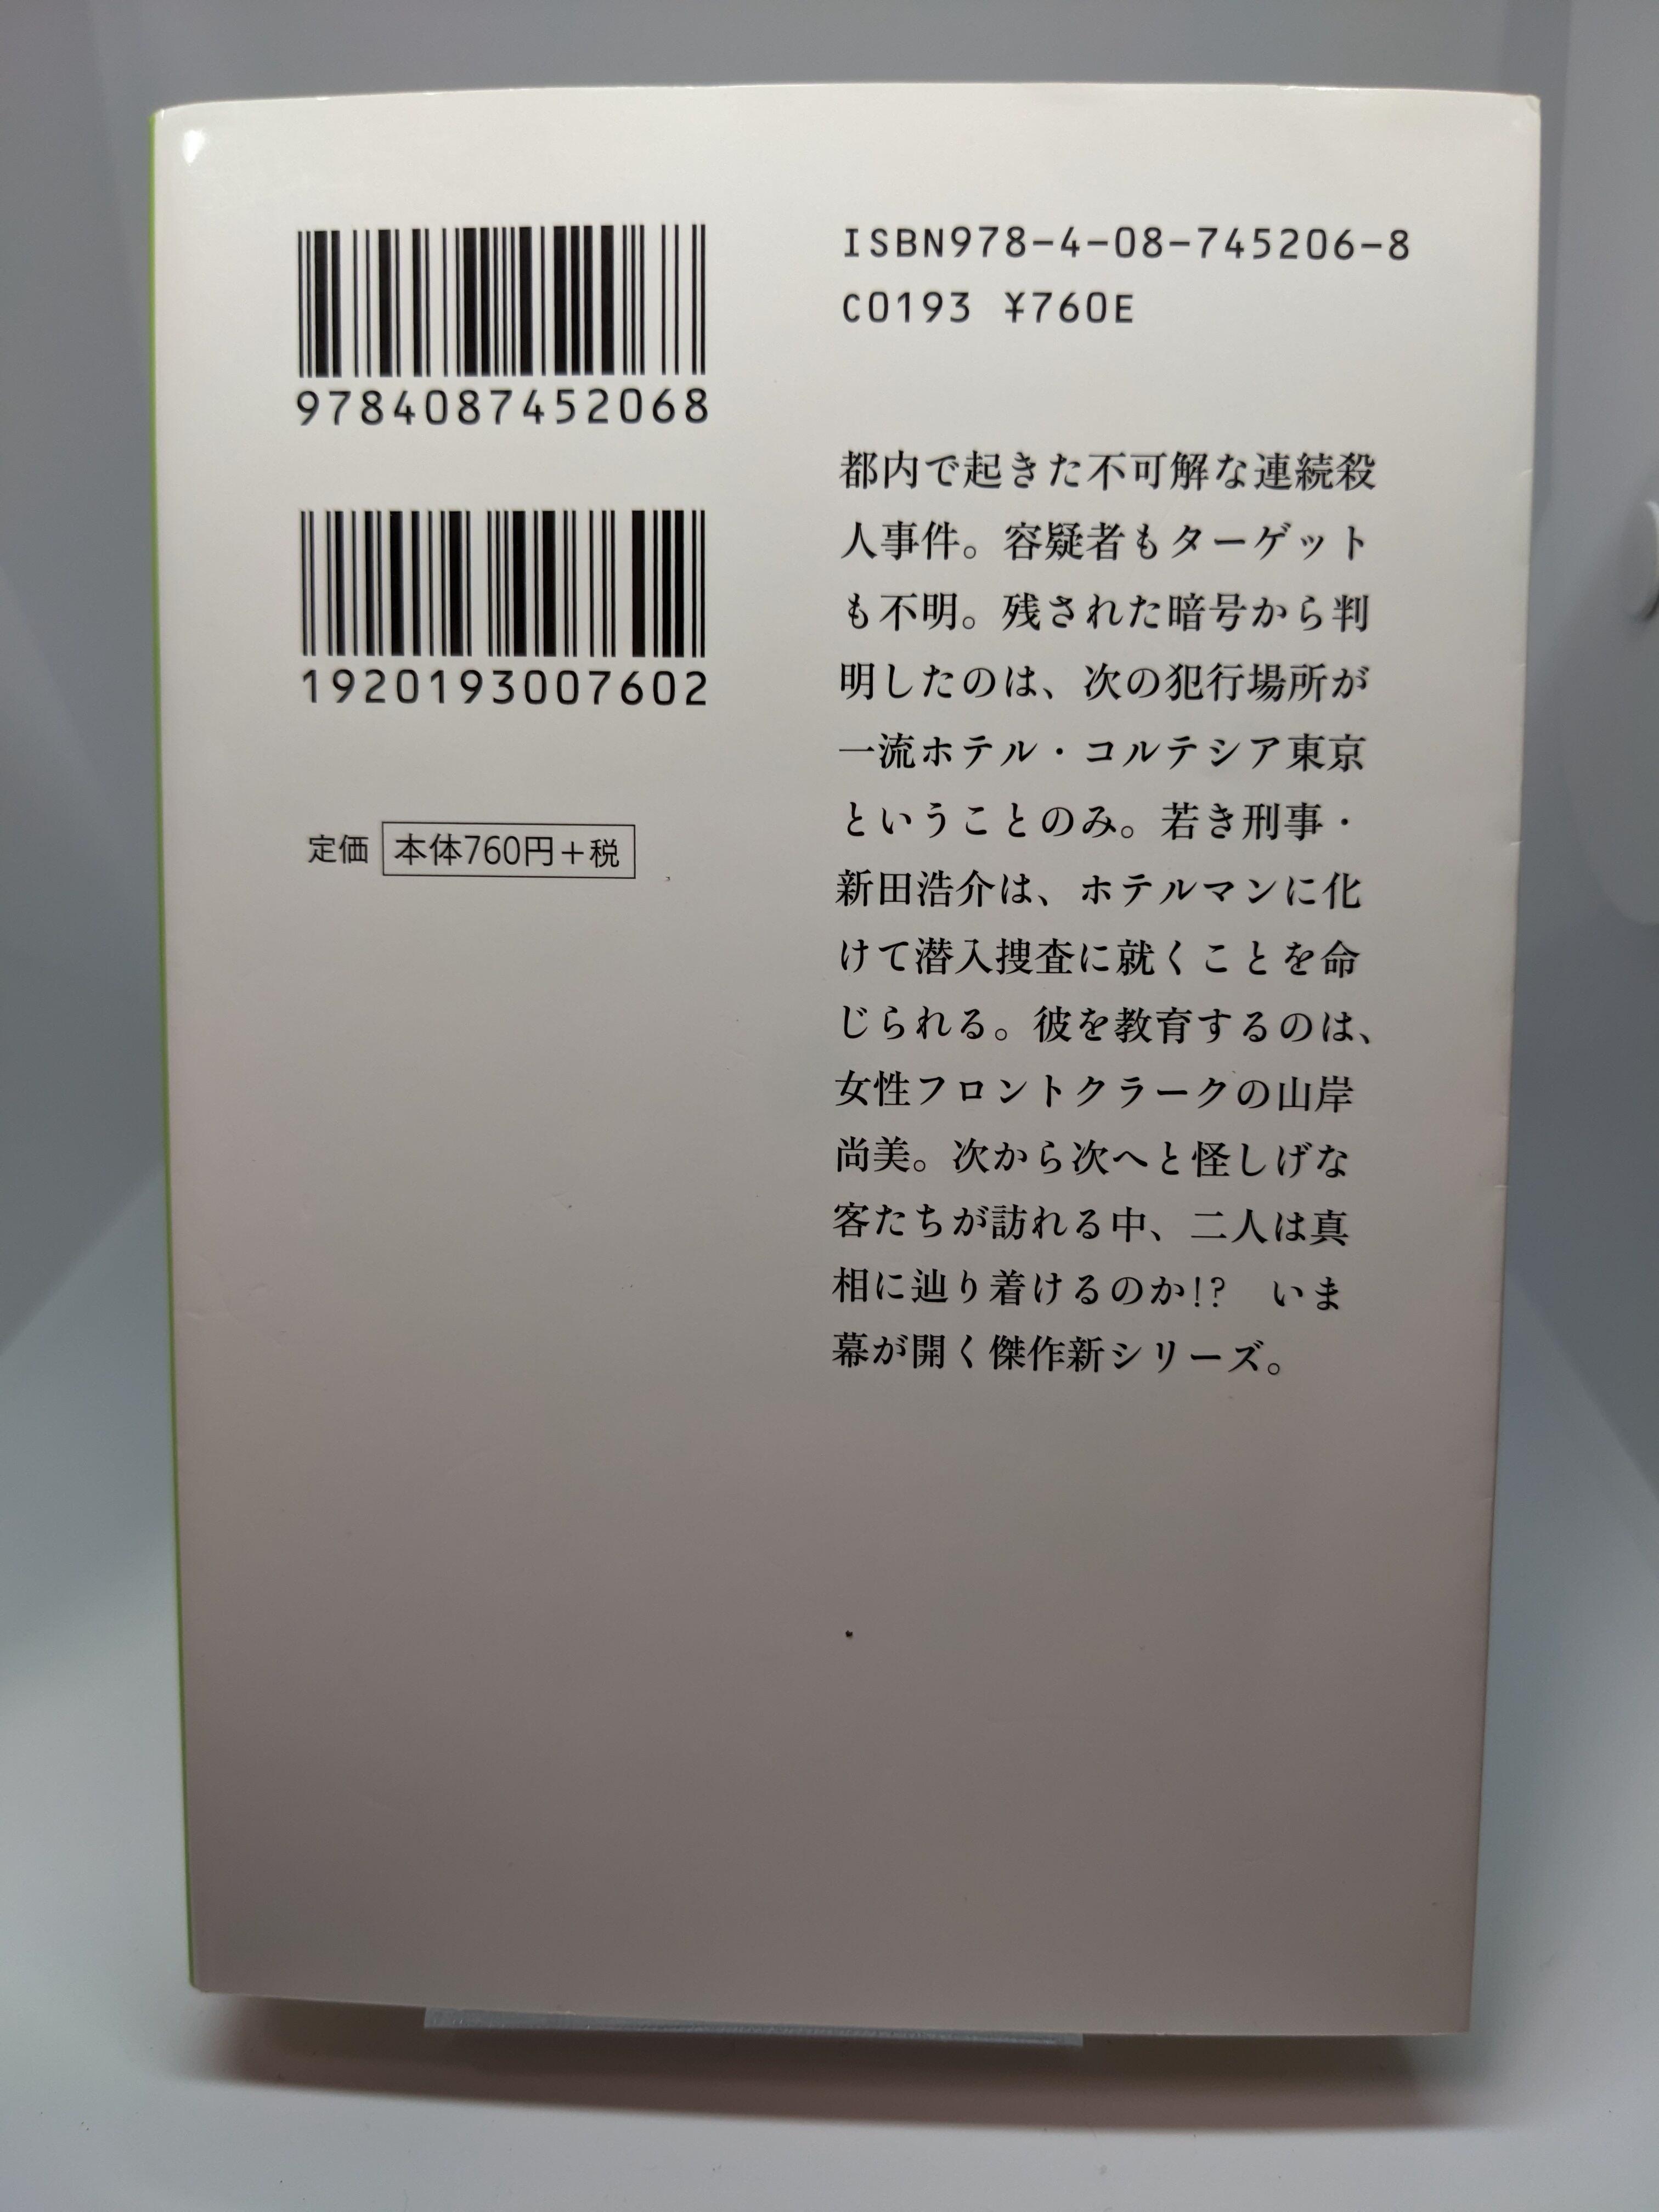 9784087452068
1920193007602
定価 本体760円+税
ISBN978-4-08-745206-8
C0193 ¥760E
都内で起きた不可解な連続殺
人事件。容疑者もターゲット
も不明。残された暗号から判
明したのは、次の犯行場所が
一流ホテル・コルテシア東京
ということのみ。若き刑事・
新田浩介は、ホテルマンに化
けて潜入捜査に就くことを命
じられる。彼を教育するのは、
女性フロントクラークの山岸
尚美。次から次へと怪しげな
客たちが訪れる中、二人は真
相に辿り着けるのか!?　いま
幕が開く傑作新シリーズ。